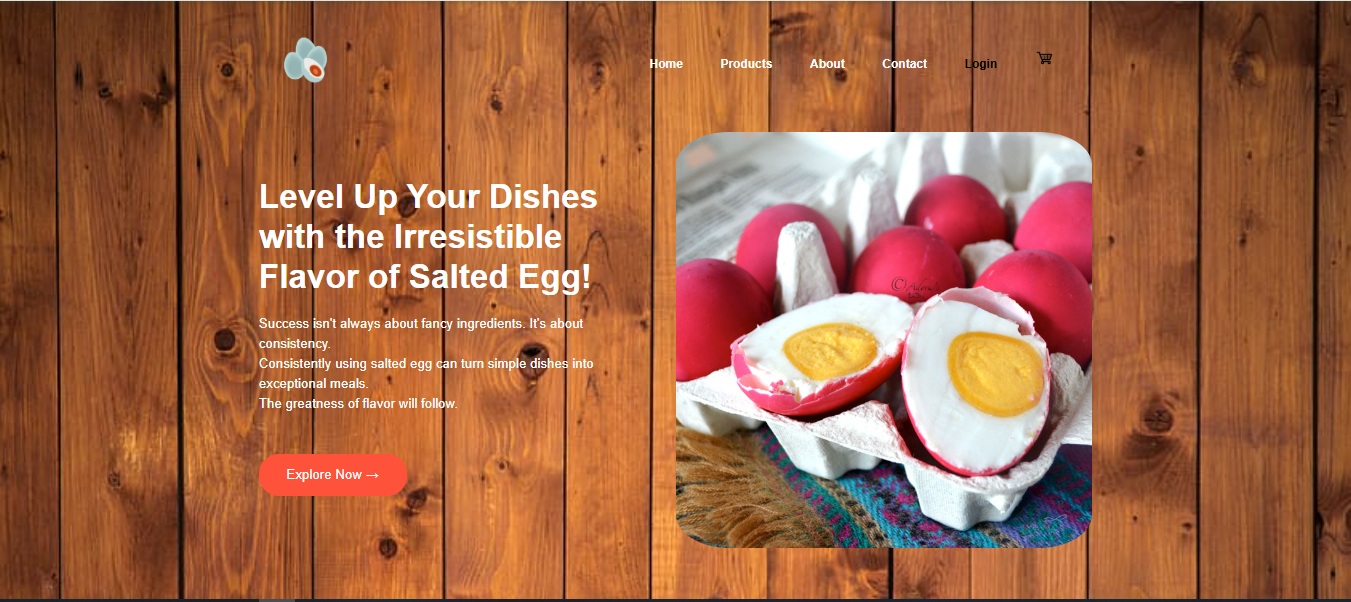 Home Products About Contact Login
Level Up Your Dishes
with the Irresistible
Flavor of Salted Egg!
Success isn't always about fancy ingredients. It's about
consistency.
Consistently using salted egg can turn simple dishes into
exceptional meals.
The greatness of flavor will follow.
Explore Now →